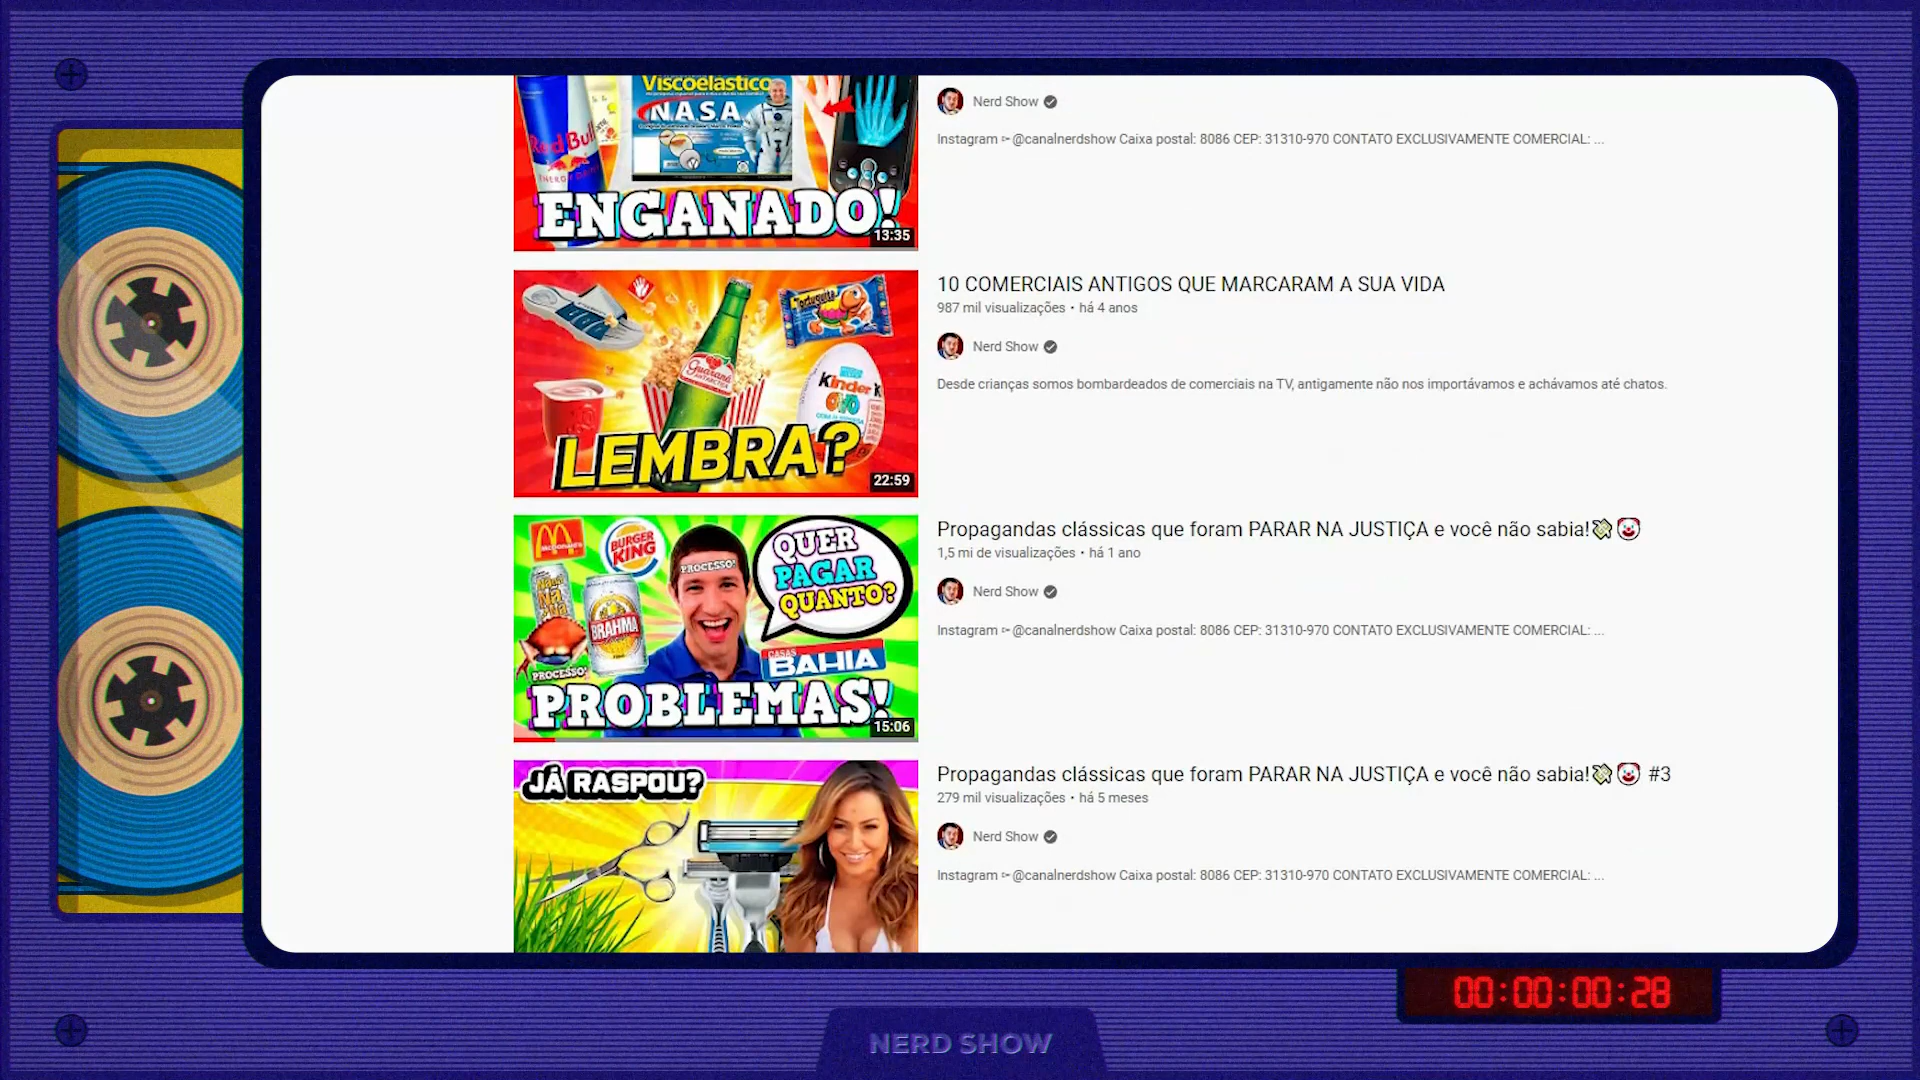 Viscoelástico
NASA
Red Bull
ENERGY DRINK
ENGANADO!
13:35
Nerd Show
Instagram ➳ @canalnerdshow Caixa postal: 8086 CEP: 31310-970 CONTATO EXCLUSIVAMENTE COMERCIAL: ...
Tortuguita
Guaraná
ANTARCTICA
Kinder
OVO
LEMBRA?
22:59
10 COMERCIAIS ANTIGOS QUE MARCARAM A SUA VIDA
987 mil visualizações • há 4 anos
Nerd Show
Desde crianças somos bombardeados de comerciais na TV, antigamente não nos importávamos e achávamos até chatos.
McDonald's
BURGER
KING
PROCESSO!
QUER
PAGAR
QUANTO?
BRAHMA
CASAS
BAHIA
PROCESSO!
PROBLEMAS!
15:06
Propagandas clássicas que foram PARAR NA JUSTIÇA e você não sabia!💸🤡
1,5 mi de visualizações • há 1 ano
Nerd Show
Instagram ➳ @canalnerdshow Caixa postal: 8086 CEP: 31310-970 CONTATO EXCLUSIVAMENTE COMERCIAL: ...
JÁ RASPOU?
Propagandas clássicas que foram PARAR NA JUSTIÇA e você não sabia!💸🤡 #3
279 mil visualizações • há 5 meses
Nerd Show
Instagram ➳ @canalnerdshow Caixa postal: 8086 CEP: 31310-970 CONTATO EXCLUSIVAMENTE COMERCIAL: ...
00:00:00:28
NERD SHOW